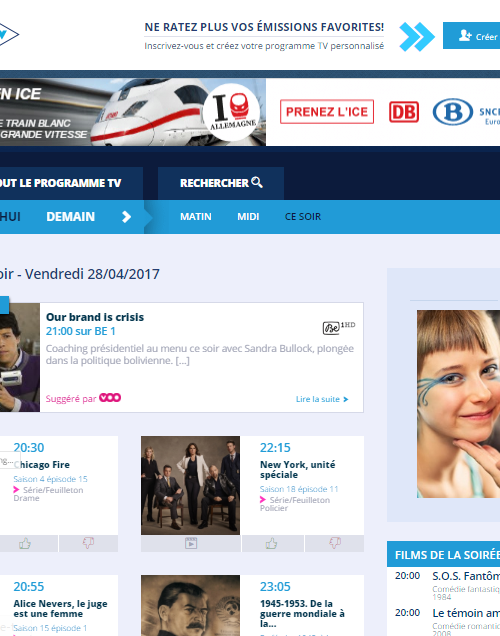 NE RATEZ PLUS VOS ÉMISSIONS FAVORITES!
Inscrivez-vous et créez votre programme TV personnalisé
Créer
EN ICE
E TRAIN BLANC
GRANDE VITESSE
I
ALLEMAGNE
PRENEZ L'ICE
DB
B
SNC
Euro
OUT LE PROGRAMME TV
RECHERCHER
'HUI
DEMAIN
MATIN
MIDI
CE SOIR
oir - Vendredi 28/04/2017
Our brand is crisis
21:00 sur BE 1
Be 1HD
Coaching présidentiel au menu ce soir avec Sandra Bullock, plongée
dans la politique bolivienne. [...]
Suggéré par VOO
Lire la suite
20:30
Chicago Fire
Saison 4 épisode 15
Série/Feuilleton
Drame
22:15
New York, unité
spéciale
Saison 18 épisode 11
Série/Feuilleton
Policier
20:55
Alice Nevers, le juge
est une femme
Saison 15 épisode 1
23:05
1945-1953. De la
guerre mondiale à
la...
FILMS DE LA SOIRÉE
20:00
S.O.S. Fantôm
Comédie fantastiq
1984
20:00
Le témoin am
Comédie romantic
2008